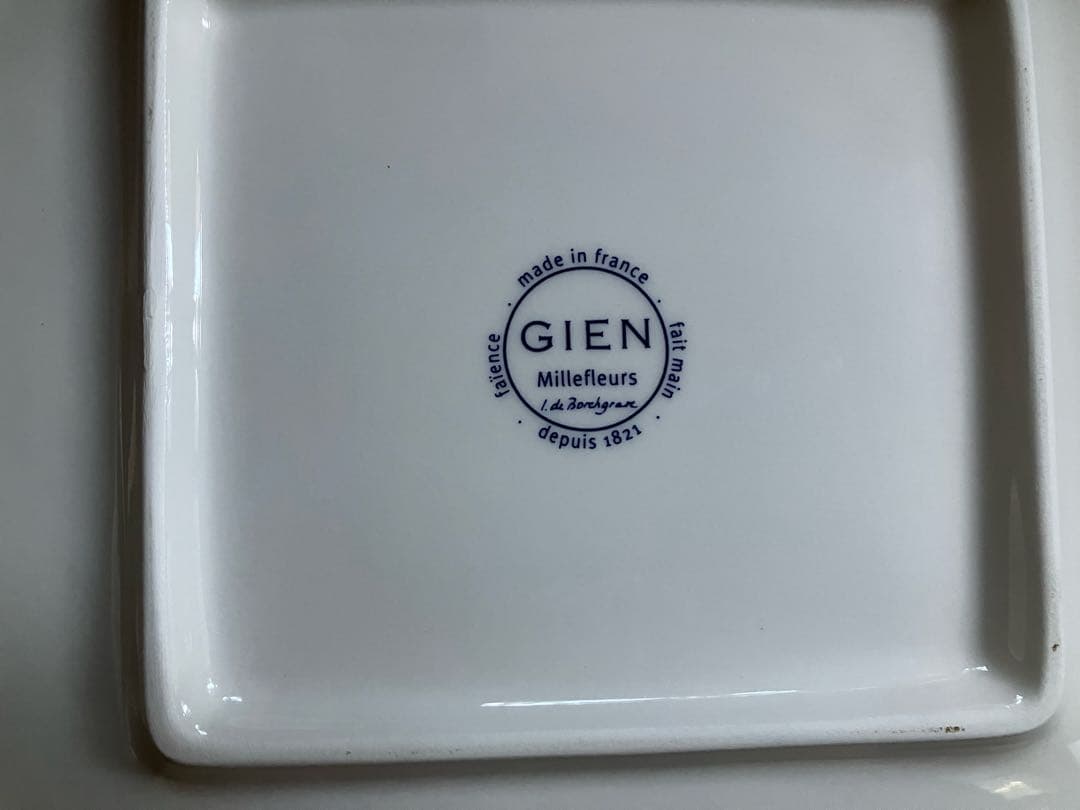 made in france
GIEN
Millefleurs
I. de Borchgrave
faïence
fait main
depuis 1821